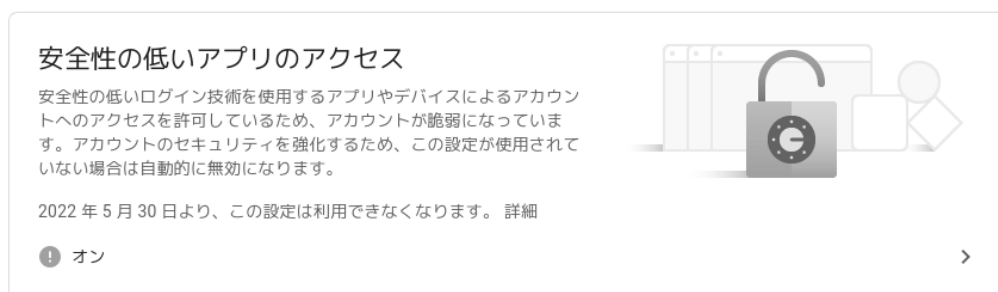 安全性の低いアプリのアクセス
安全性の低いログイン技術を使用するアプリやデバイスによるアカウン
トへのアクセスを許可しているため、アカウントが脆弱になっていま
す。アカウントのセキュリティを強化するため、この設定が使用されて
いない場合は自動的に無効になります。
2022 年 5 月 30 日より、この設定は利用できなくなります。 詳細
オン